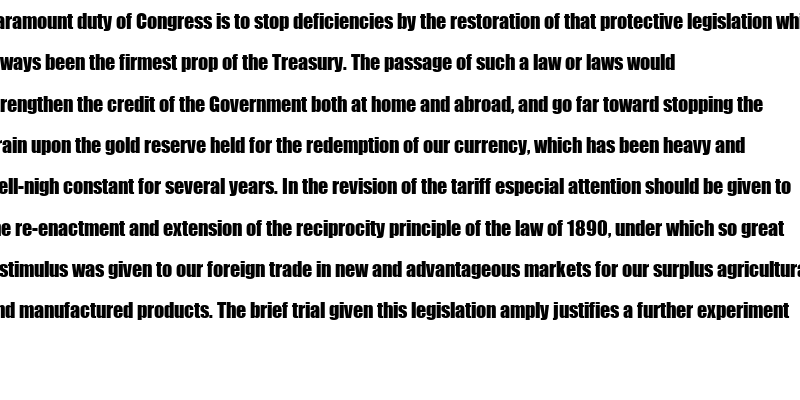 aramount duty of Congress is to stop deficiencies by the restoration of that protective legislation whi
ways been the firmest prop of the Treasury. The passage of such a law or laws would
rengthen the credit of the Government both at home and abroad, and go far toward stopping the
rain upon the gold reserve held for the redemption of our currency, which has been heavy and
ell-nigh constant for several years. In the revision of the tariff especial attention should be given to
e re-enactment and extension of the reciprocity principle of the law of 1890, under which so great
stimulus was given to our foreign trade in new and advantageous markets for our surplus agricultura
nd manufactured products. The brief trial given this legislation amply justifies a further experiment